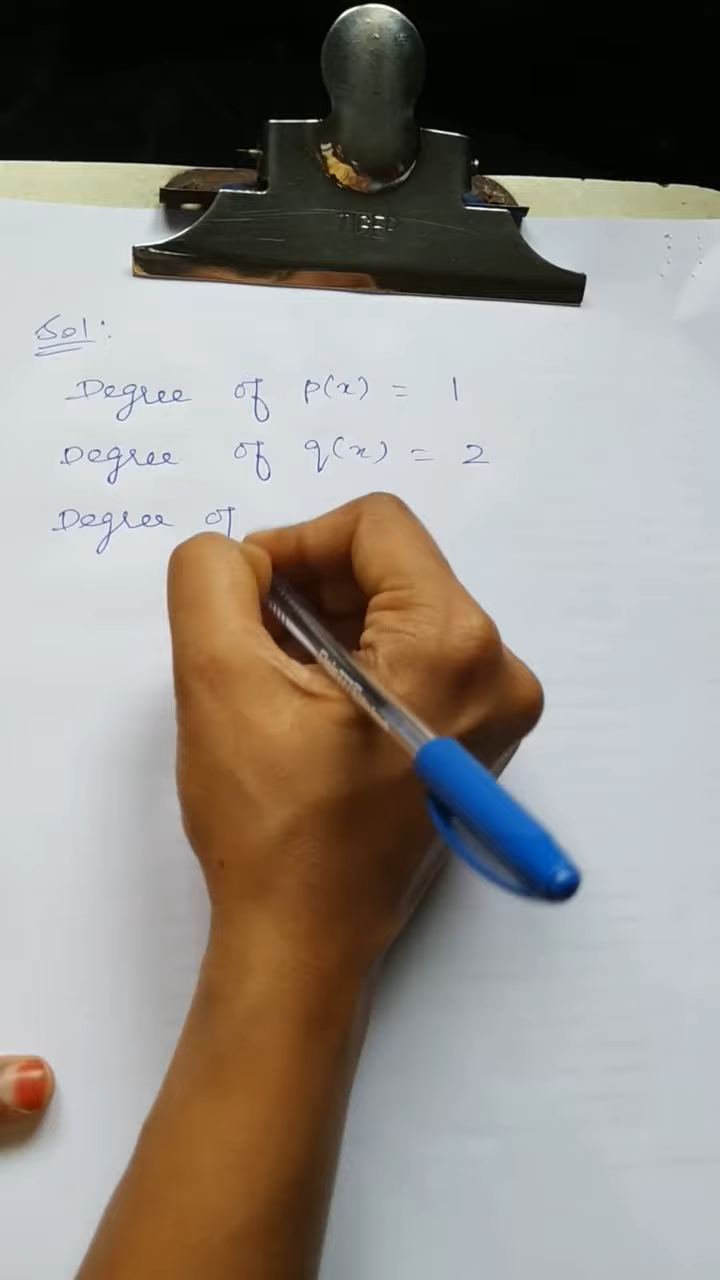 Sol:
Degree of p(x) = 1
Degree of q(x) = 2
Degree of